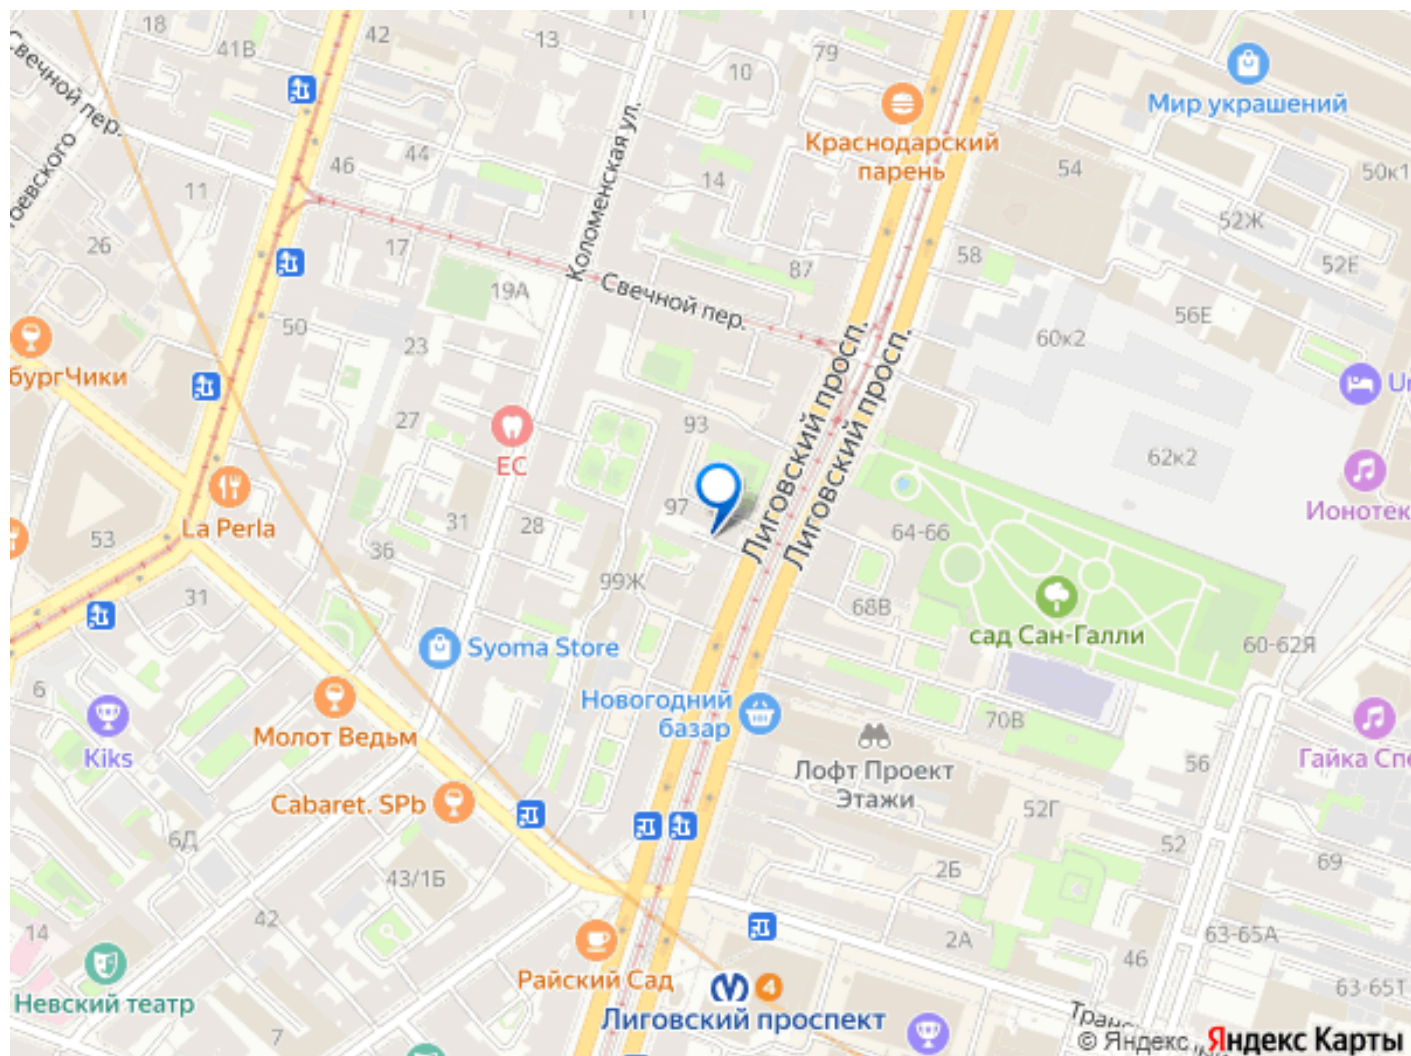 18
41В
42
13
79
10
Мир украшений
Свечной пер.
Краснодарский
парень
44
46
14
54
50к1
11
Коломенская ул.
52Ж
26
17
87
58
52Е
19А
Свечной пер.
56Е
50
23
60к2
Лиговский просп.
Лиговский просп.
бургЧики
27
93
ЕС
62к2
97
Ионотек
La Perla
31
28
64-66
53
36
99Ж
31
68В
сад Сан-Галли
60-62Я
Syoma Store
6
Новогодний
базар
70В
Молот Ведьм
Kiks
Лофт Проект
Этажи
56
Гайка Спе
Cabaret. SPb
52Г
6Д
52
69
43/1Б
2Б
42
14
2А
63-65А
46
Райский Сад
4
63-65Т
Невский театр
Лиговский проспект
7
© Яндекс
Яндекс Карты